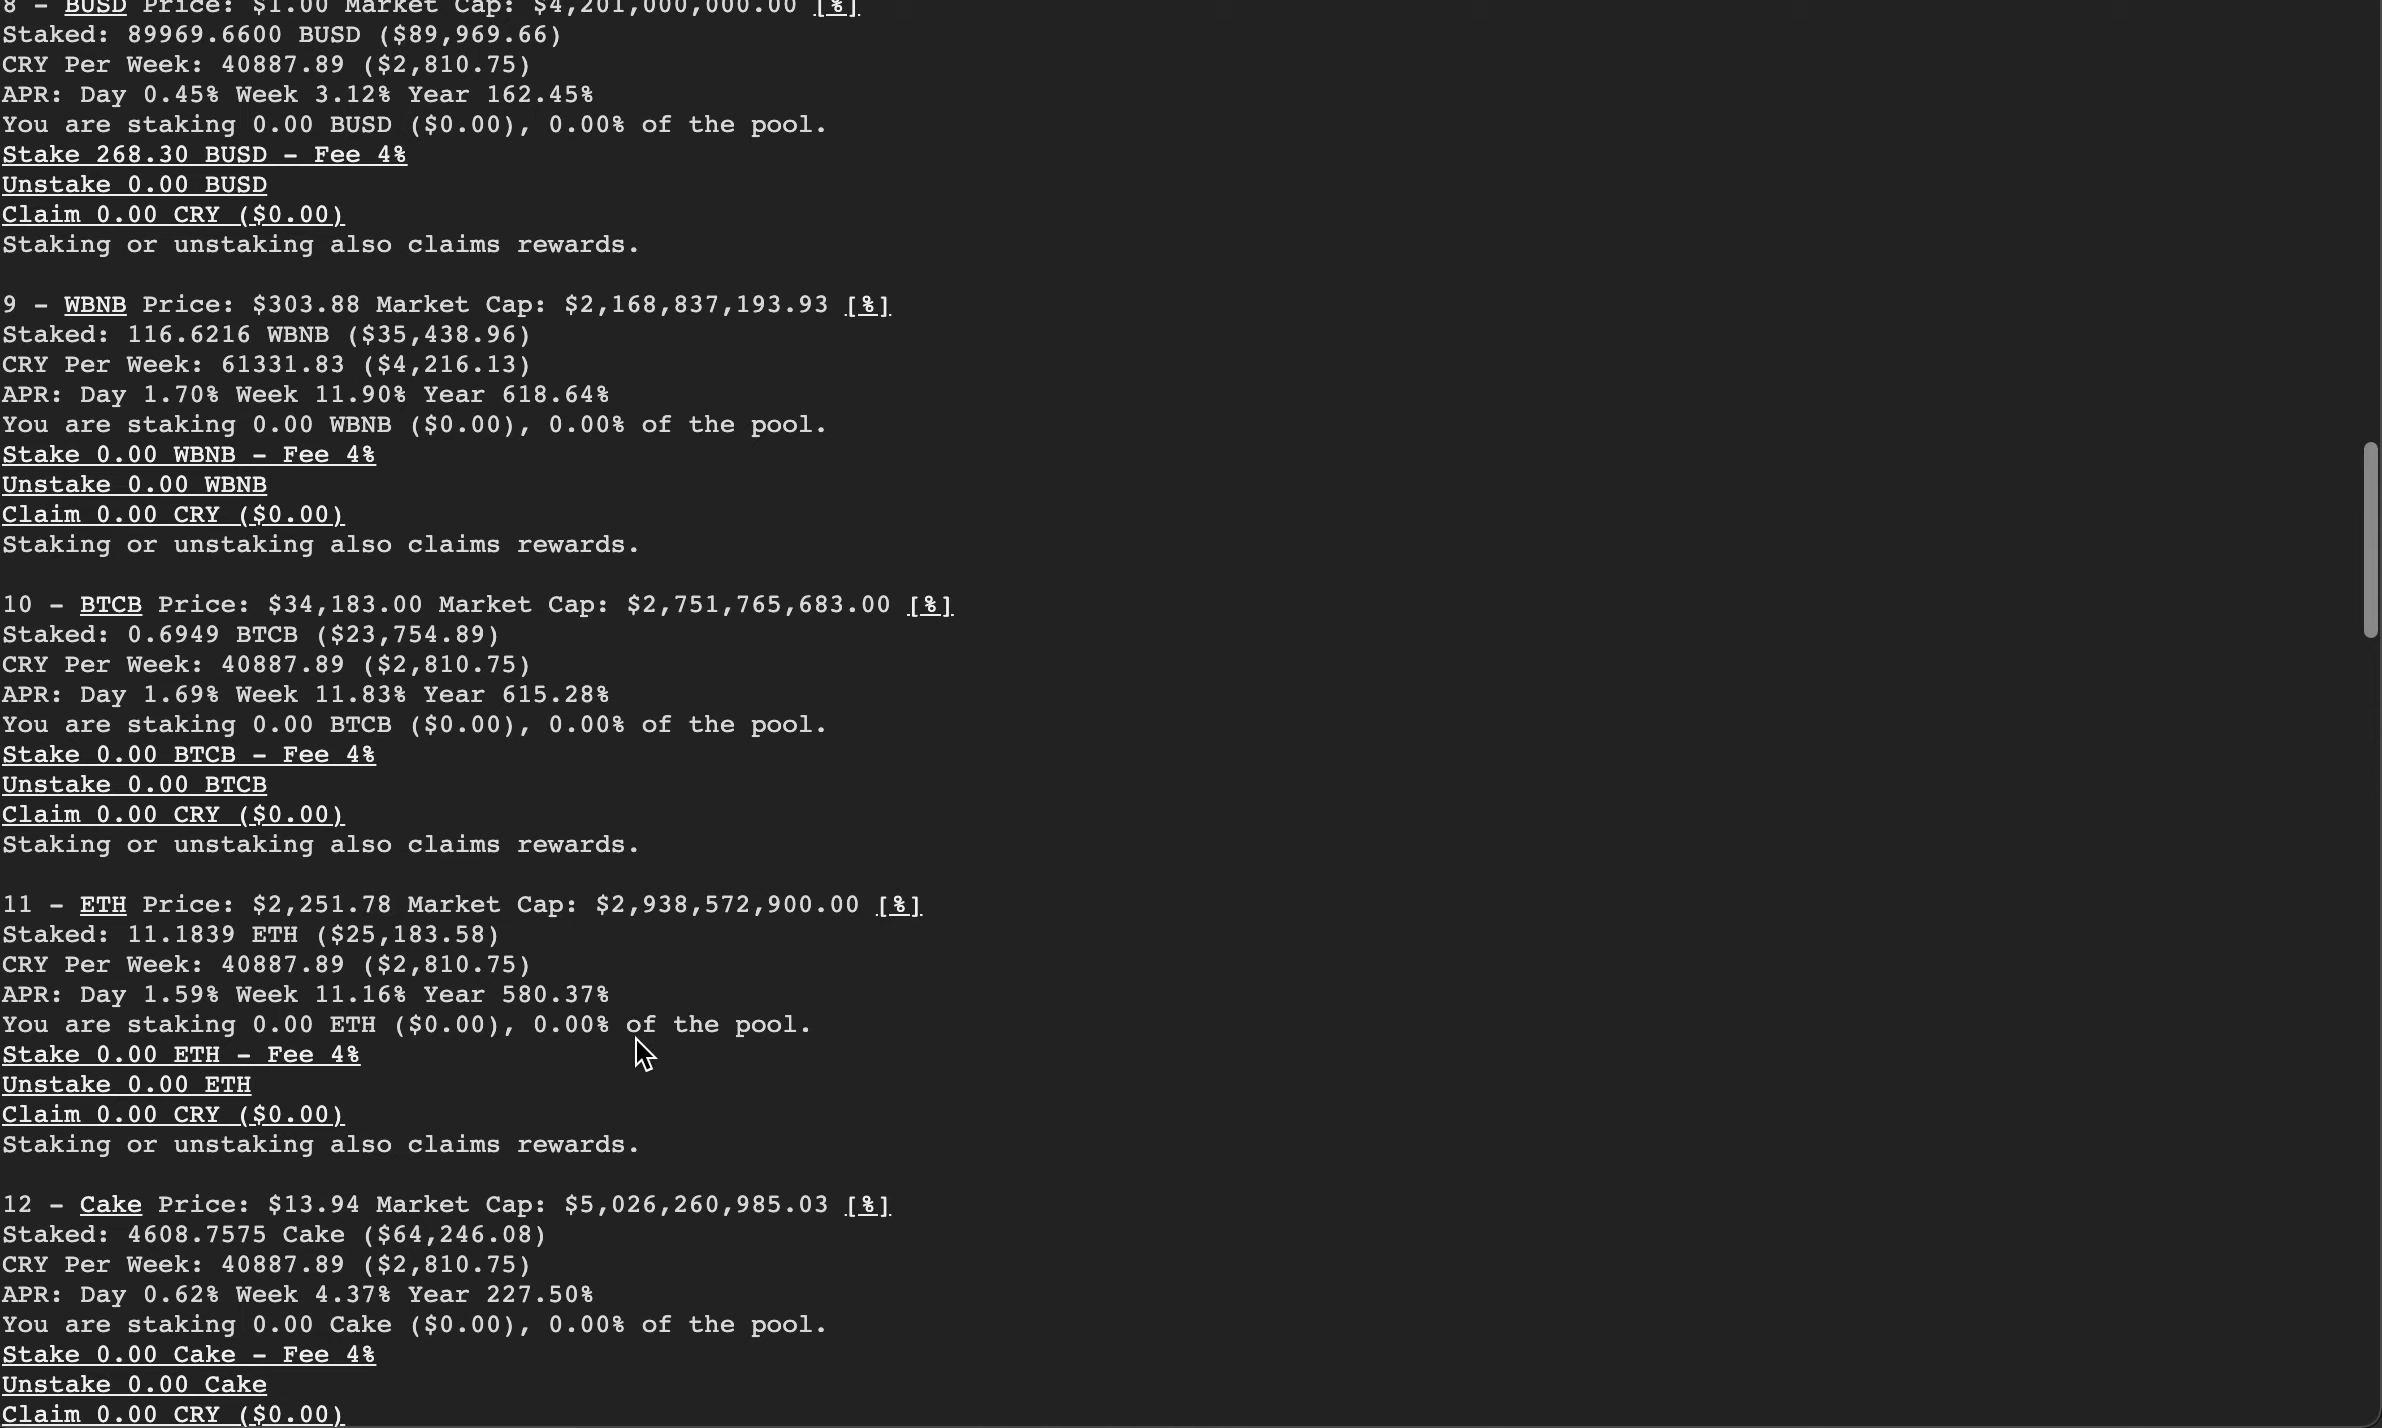 8 - BUSD Price: $1.00 Market Cap: $4,201,000,000.00 [%]
Staked: 89969.6600 BUSD ($89,969.66)
CRY Per Week: 40887.89 ($2,810.75)
APR: Day 0.45% Week 3.12% Year 162.45%
You are staking 0.00 BUSD ($0.00), 0.00% of the pool.
Stake 268.30 BUSD - Fee 4%
Unstake 0.00 BUSD
Claim 0.00 CRY ($0.00)
Staking or unstaking also claims rewards.
9 - WBNB Price: $303.88 Market Cap: $2,168,837,193.93 [%]
Staked: 116.6216 WBNB ($35,438.96)
CRY Per Week: 61331.83 ($4,216.13)
APR: Day 1.70% Week 11.90% Year 618.64%
You are staking 0.00 WBNB ($0.00), 0.00% of the pool.
Stake 0.00 WBNB - Fee 4%
Unstake 0.00 WBNB
Claim 0.00 CRY ($0.00)
Staking or unstaking also claims rewards.
10 - BTCB Price: $34,183.00 Market Cap: $2,751,765,683.00 [%]
Staked: 0.6949 BTCB ($23,754.89)
CRY Per Week: 40887.89 ($2,810.75)
APR: Day 1.69% Week 11.83% Year 615.28%
You are staking 0.00 BTCB ($0.00), 0.00% of the pool.
Stake 0.00 BTCB - Fee 4%
Unstake 0.00 BTCB
Claim 0.00 CRY ($0.00)
Staking or unstaking also claims rewards.
11 - ETH Price: $2,251.78 Market Cap: $2,938,572,900.00 [%]
Staked: 11.1839 ETH ($25,183.58)
CRY Per Week: 40887.89 ($2,810.75)
APR: Day 1.59% Week 11.16% Year 580.37%
You are staking 0.00 ETH ($0.00), 0.00% of the pool.
Stake 0.00 ETH - Fee 4%
Unstake 0.00 ETH
Claim 0.00 CRY ($0.00)
Staking or unstaking also claims rewards.
12 - Cake Price: $13.94 Market Cap: $5,026,260,985.03 [%]
Staked: 4608.7575 Cake ($64,246.08)
CRY Per Week: 40887.89 ($2,810.75)
APR: Day 0.62% Week 4.37% Year 227.50%
You are staking 0.00 Cake ($0.00), 0.00% of the pool.
Stake 0.00 Cake - Fee 4%
Unstake 0.00 Cake
Claim 0.00 CRY ($0.00)